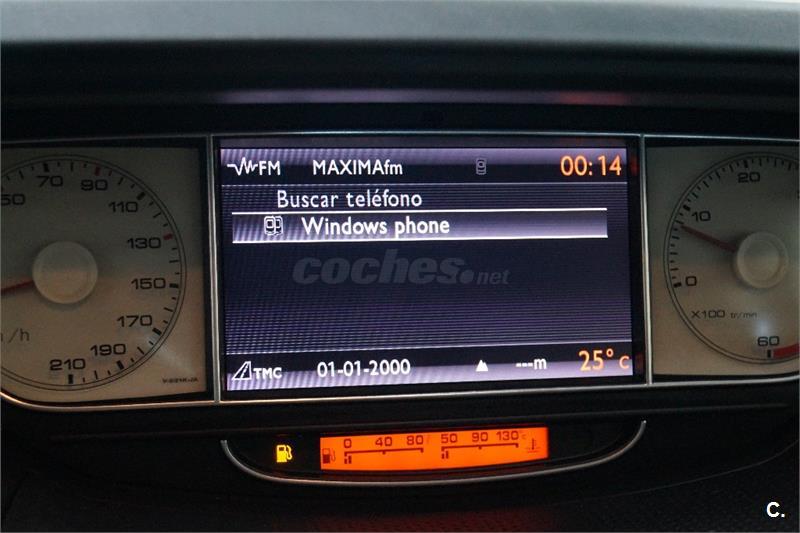 FM MAXIMAfm 00:14
Buscar teléfono
Windows phone
coches.net
TMC 01-01-2000 ---m 25° c
70 90 110 130 150 170 190 210
0 10 20 60
X100 tr/min
0 40 80 50 90 130°
C.